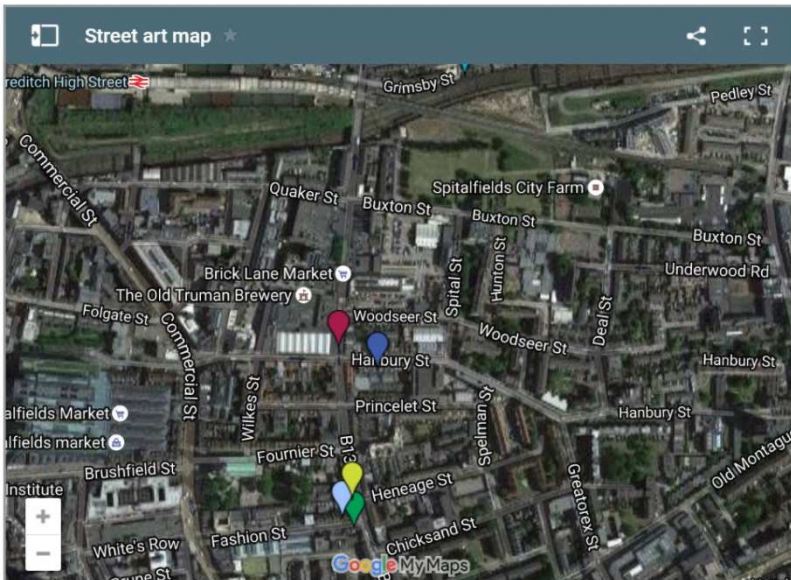 Street art map
reditch High Street
Grimsby St
Pedley St
Commercial St
Quaker St
Buxton St
Spitalfields City Farm
Buxton St
Buxton St
Brick Lane Market
Underwood Rd
The Old Truman Brewery
Spital St
Hunton St
Deal St
Folgate St
Commercial St
Woodseer St
Woodseer St
Hanbury St
Hanbury St
Wilkes St
Princelet St
Hanbury St
alfields Market
alfields market
Spelman St
B13
Fournier St
Brushfield St
Heneage St
Greatorex St
Old Montagu
Institute
+
−
Fashion St
Chicksand St
White's Row
Google My Maps